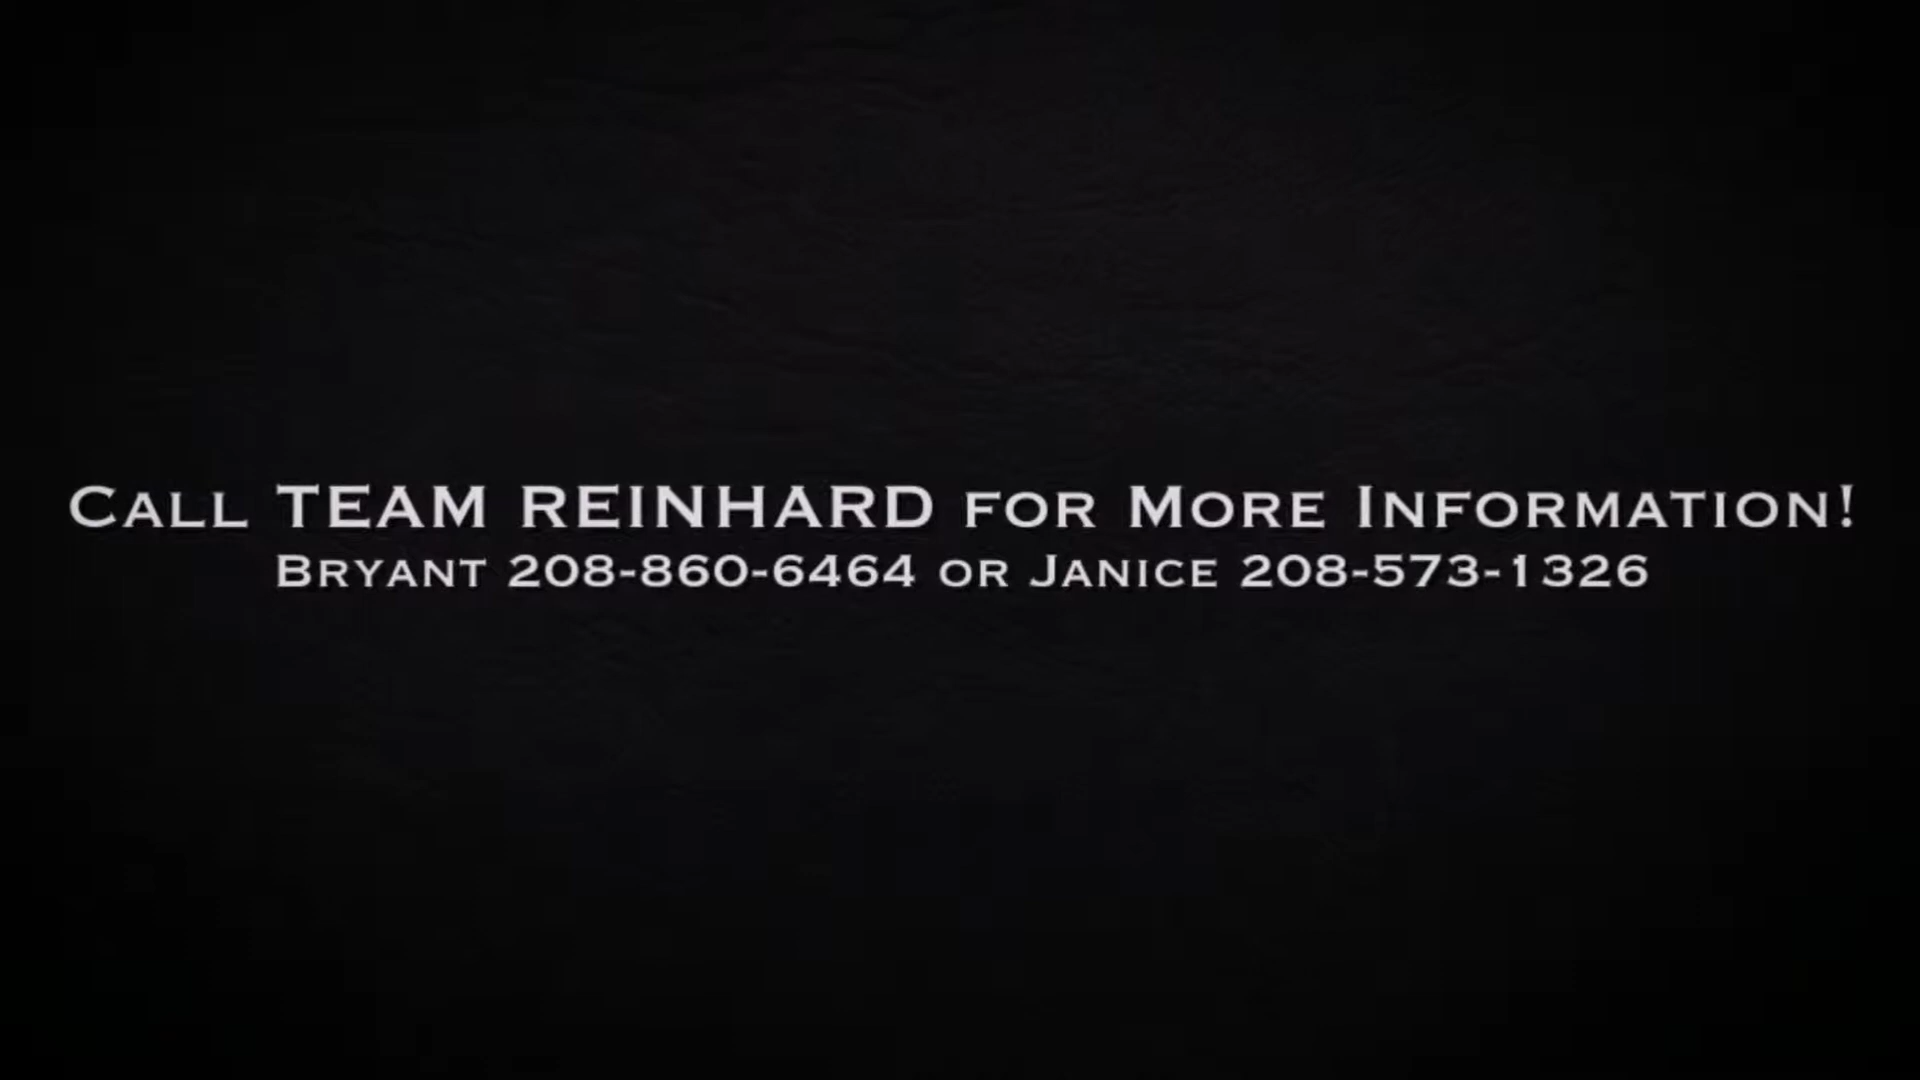 Call TEAM REINHARD for More Information!
Bryant 208-860-6464 or Janice 208-573-1326